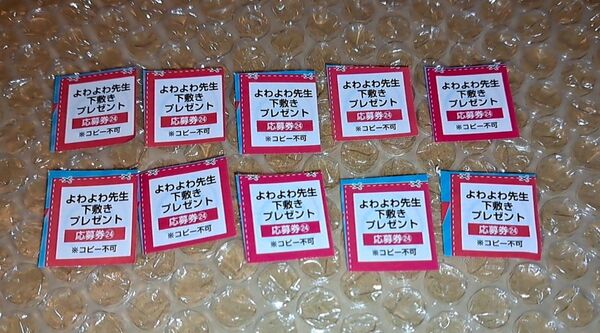 よわよわ先生
下敷き
プレゼント
応募券㉔
※コピー不可
よわよわ先生
下敷き
プレゼント
応募券㉔
※コピー不可
よわよわ先生
下敷き
プレゼント
応募券㉔
※コピー不可
よわよわ先生
下敷き
プレゼント
応募券㉔
※コピー不可
よわよわ先生
下敷き
プレゼント
応募券㉔
※コピー不可
よわよわ先生
下敷き
プレゼント
応募券㉔
※コピー不可
よわよわ先生
下敷き
プレゼント
応募券㉔
※コピー不可
よわよわ先生
下敷き
プレゼント
応募券㉔
※コピー不可
よわよわ先生
下敷き
プレゼント
応募券㉔
※コピー不可
よわよわ先生
下敷き
プレゼント
応募券㉔
※コピー不可